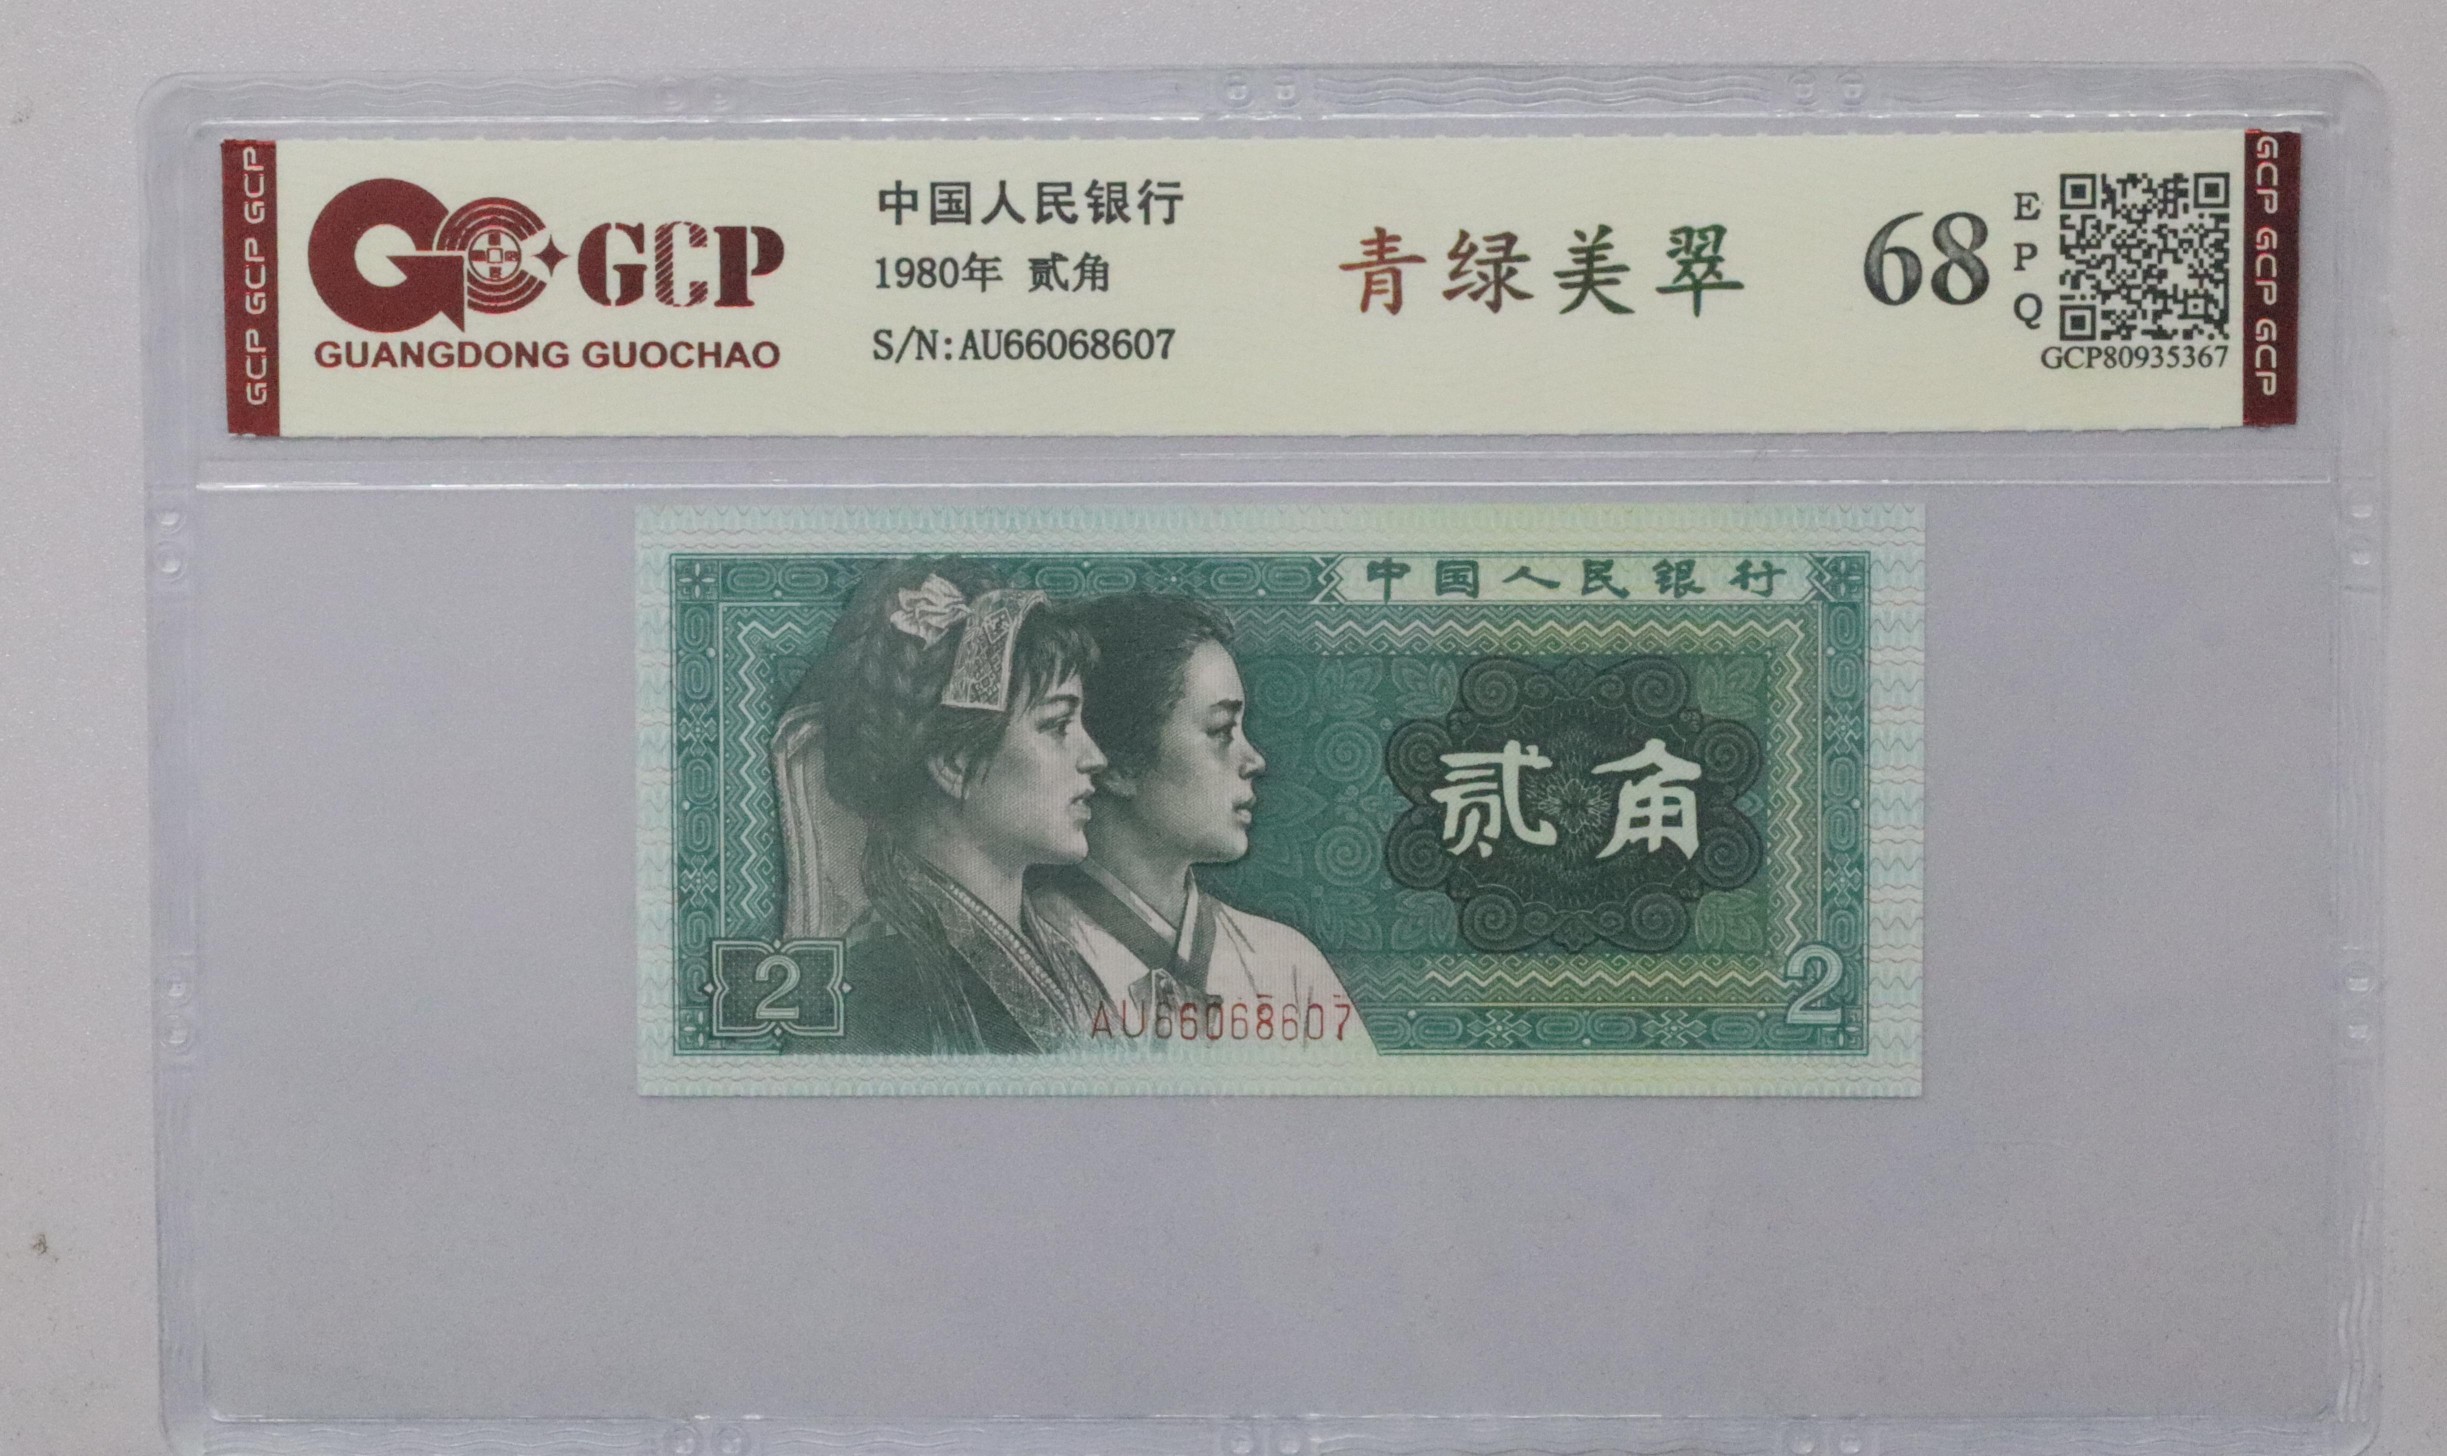 GCP GCP GCP
GCP
GUANGDONG GUOCHAO
中国人民银行
1980年 贰角
S/N:AU66068607
青绿美翠
68
E
P
Q
GCP80935367
GCP GCP GCP
中国人民银行
贰角
2
2
AU66068607